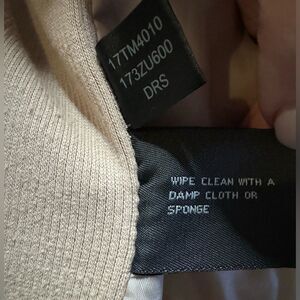 17TM4010
173ZU600
DRS
WIPE CLEAN WITH A
DAMP CLOTH OR
SPONGE